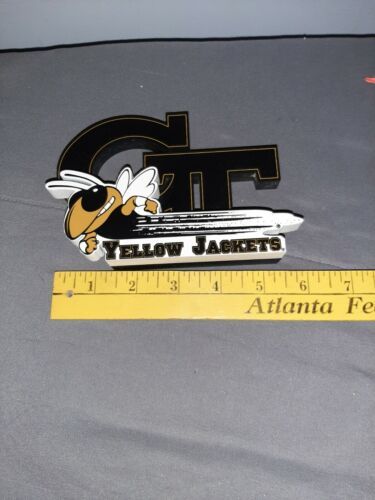 GT
YELLOW JACKETS
1 2 3 4 5 6 7
Atlanta Fe